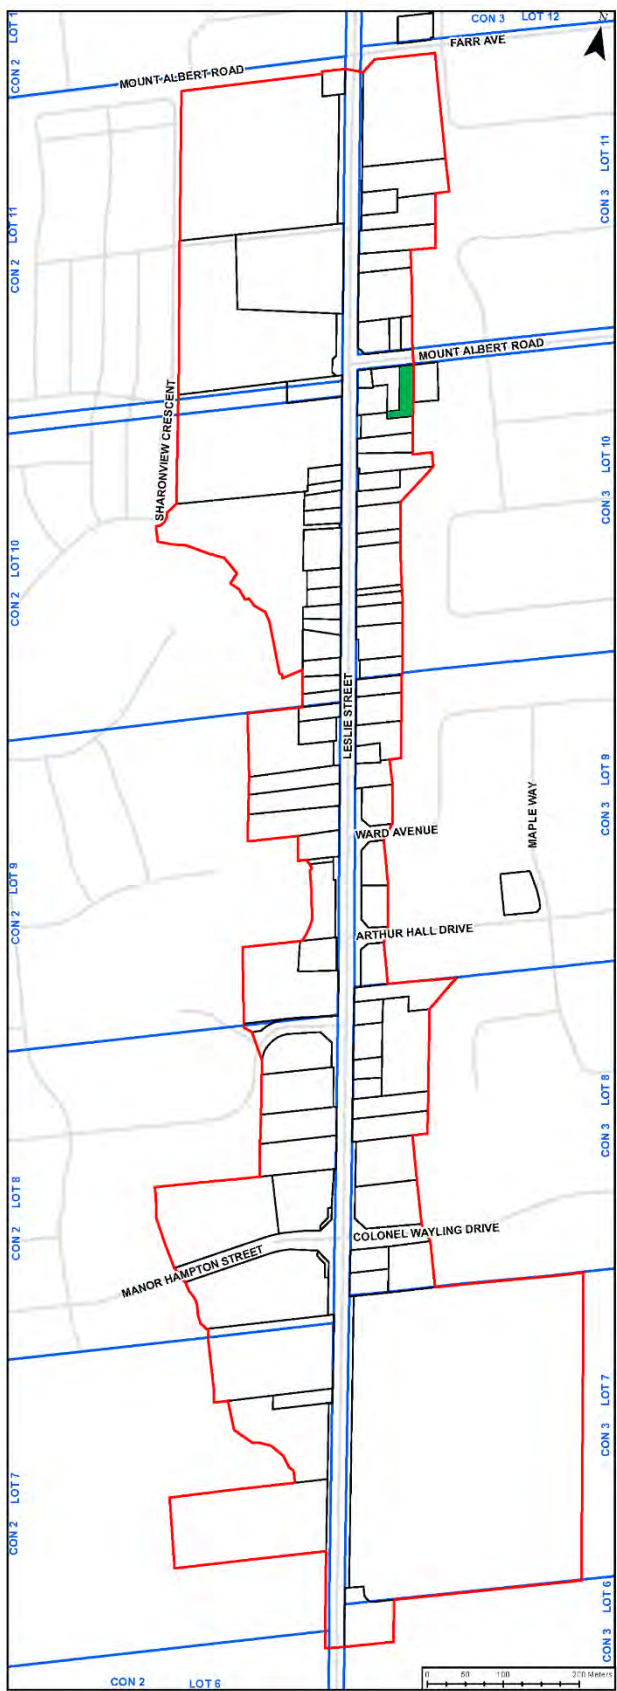 CON 3 LOT 12
N
FARR AVE
CON 2 LOT 1
MOUNT ALBERT ROAD
CON 3 LOT 11
CON 2 LOT 11
MOUNT ALBERT ROAD
SHARONVIEW CRESCENT
CON 3 LOT 10
CON 2 LOT 10
LESLIE STREET
CON 3 LOT 9
MAPLE WAY
WARD AVENUE
CON 2 LOT 9
ARTHUR HALL DRIVE
CON 3 LOT 8
CON 2 LOT 8
COLONEL WAYLING DRIVE
MANOR HAMPTON STREET
CON 3 LOT 7
CON 2 LOT 7
CON 3 LOT 6
CON 2 LOT 6
0 50 100 200 Meters